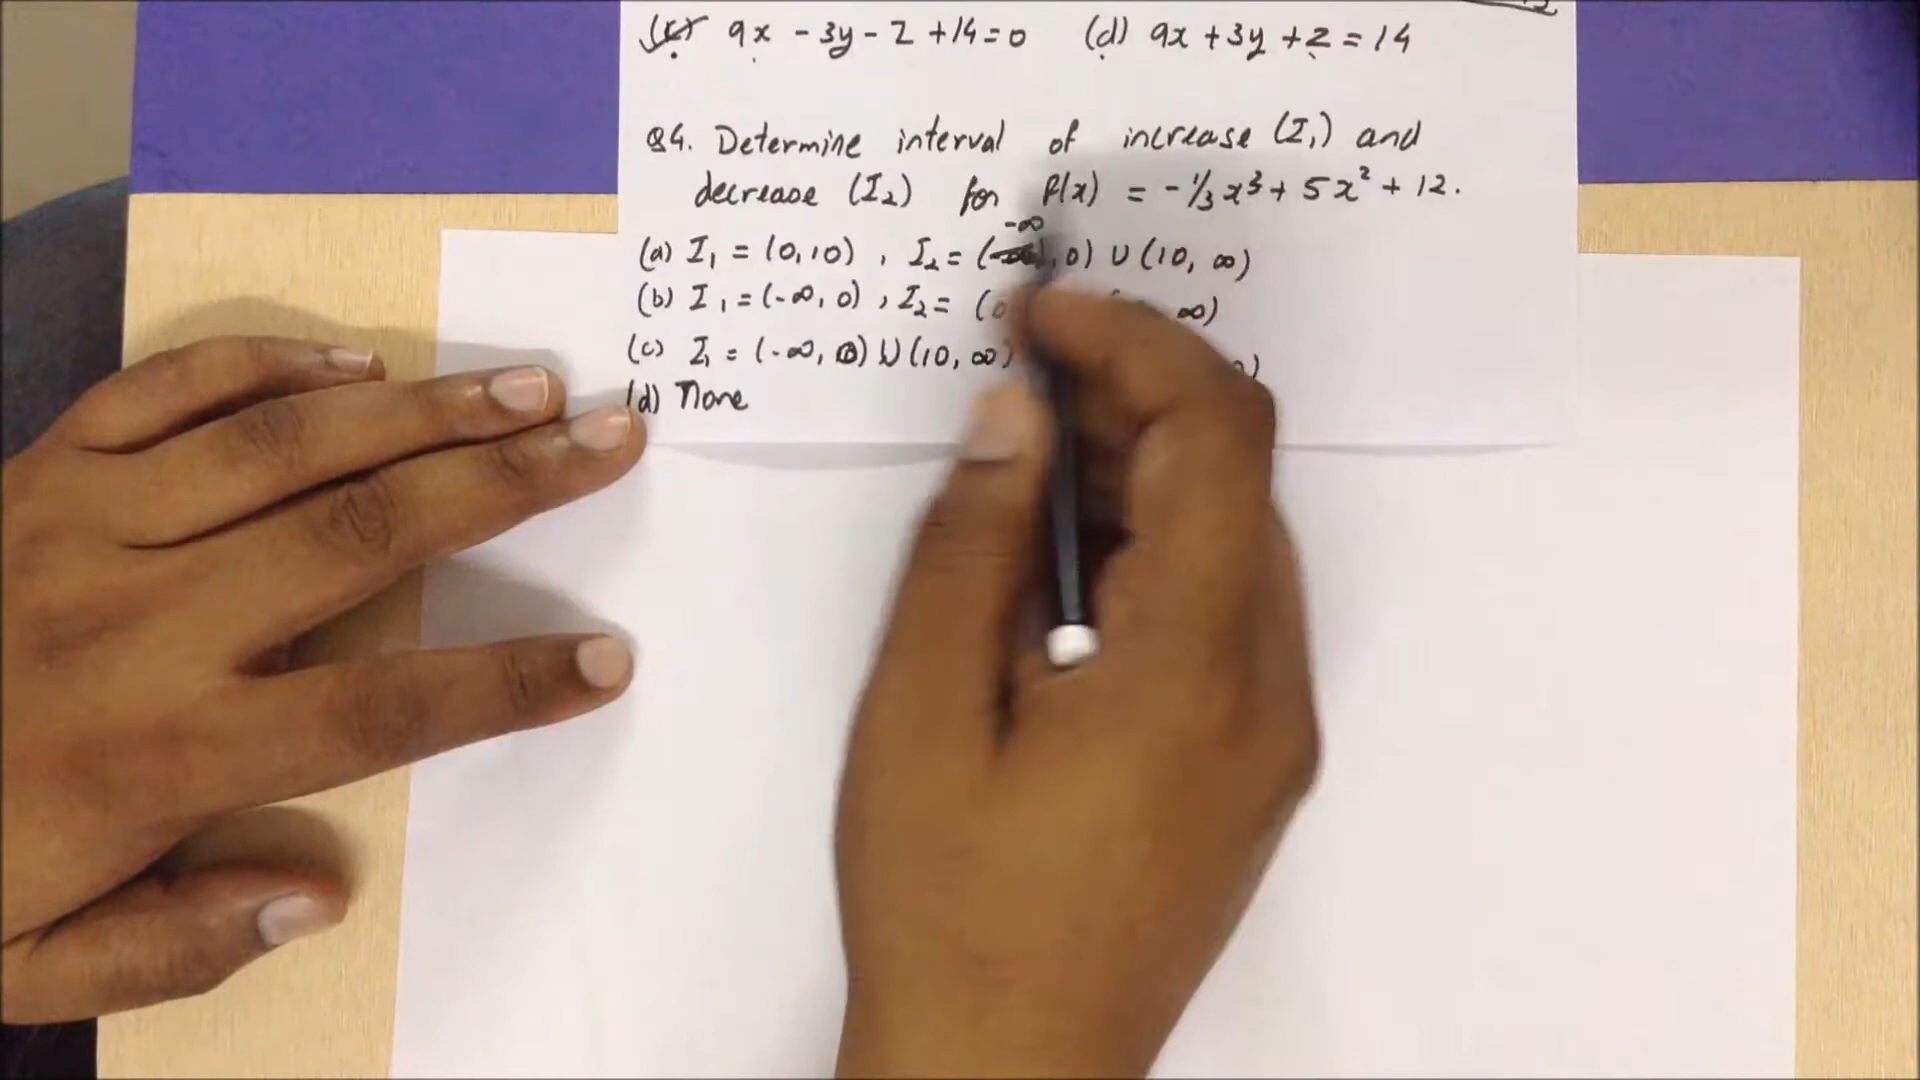 (c) 9x - 3y - z + 14 = 0 (d) 9x + 3y + z = 14
Q4. Determine interval of increase (I₁) and
decrease (I₂) for f(x) = -1/3x³ + 5x² + 12.
-∞
(a) I₁ = (0,10) , I₂ = ( , 0) ∪ (10, ∞)
(b) I₁ = (-∞, 0) , I₂ = (0 ∞)
(c) I₁ = (-∞, 0) ∪ (10, ∞) )
(d) None